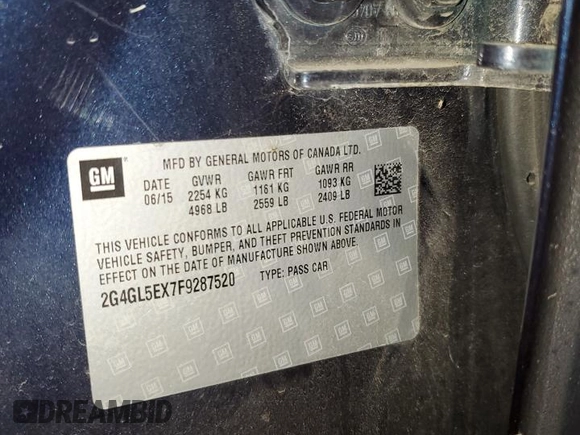 GM
MFD BY GENERAL MOTORS OF CANADA LTD.
DATE GVWR GAWR FRT GAWR RR
06/15 2254 KG 1161 KG 1093 KG
4968 LB 2559 LB 2409 LB
THIS VEHICLE CONFORMS TO ALL APPLICABLE U.S. FEDERAL MOTOR
VEHICLE SAFETY, BUMPER, AND THEFT PREVENTION STANDARDS IN
EFFECT ON THE DATE OF MANUFACTURE SHOWN ABOVE.
2G4GL5EX7F9287520 TYPE: PASS CAR
DREAMBID